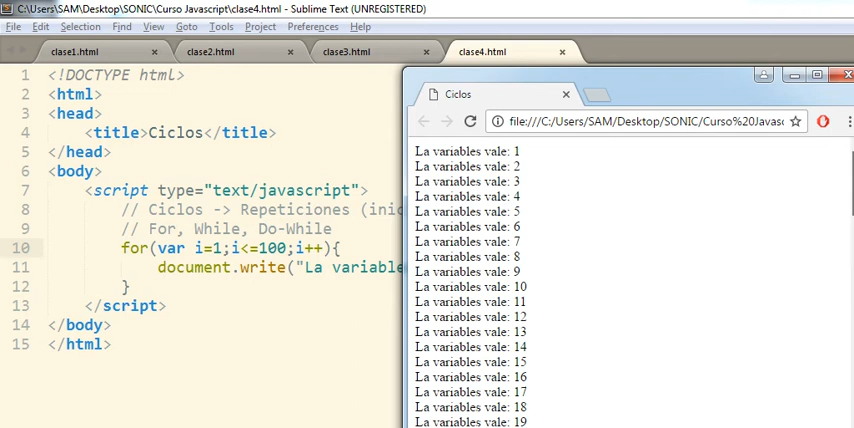 C:\Users\SAM\Desktop\SONIC\Curso Javascript\clase4.html - Sublime Text (UNREGISTERED)
File Edit Selection Find View Goto Tools Project Preferences Help
clase1.html × clase2.html × clase3.html × clase4.html ×
1 <!DOCTYPE html>
2 <html>
3 <head>
4 <title>Ciclos</title>
5 </head>
6 <body>
7 <script type="text/javascript">
8 // Ciclos -> Repeticiones (inic
9 // For, While, Do-While
10 for(var i=1;i<=100;i++){
11 document.write("La variable
12 }
13 </script>
14 </body>
15 </html>
Ciclos
file:///C:/Users/SAM/Desktop/SONIC/Curso%20Javasc
La variables vale: 1
La variables vale: 2
La variables vale: 3
La variables vale: 4
La variables vale: 5
La variables vale: 6
La variables vale: 7
La variables vale: 8
La variables vale: 9
La variables vale: 10
La variables vale: 11
La variables vale: 12
La variables vale: 13
La variables vale: 14
La variables vale: 15
La variables vale: 16
La variables vale: 17
La variables vale: 18
La variables vale: 19